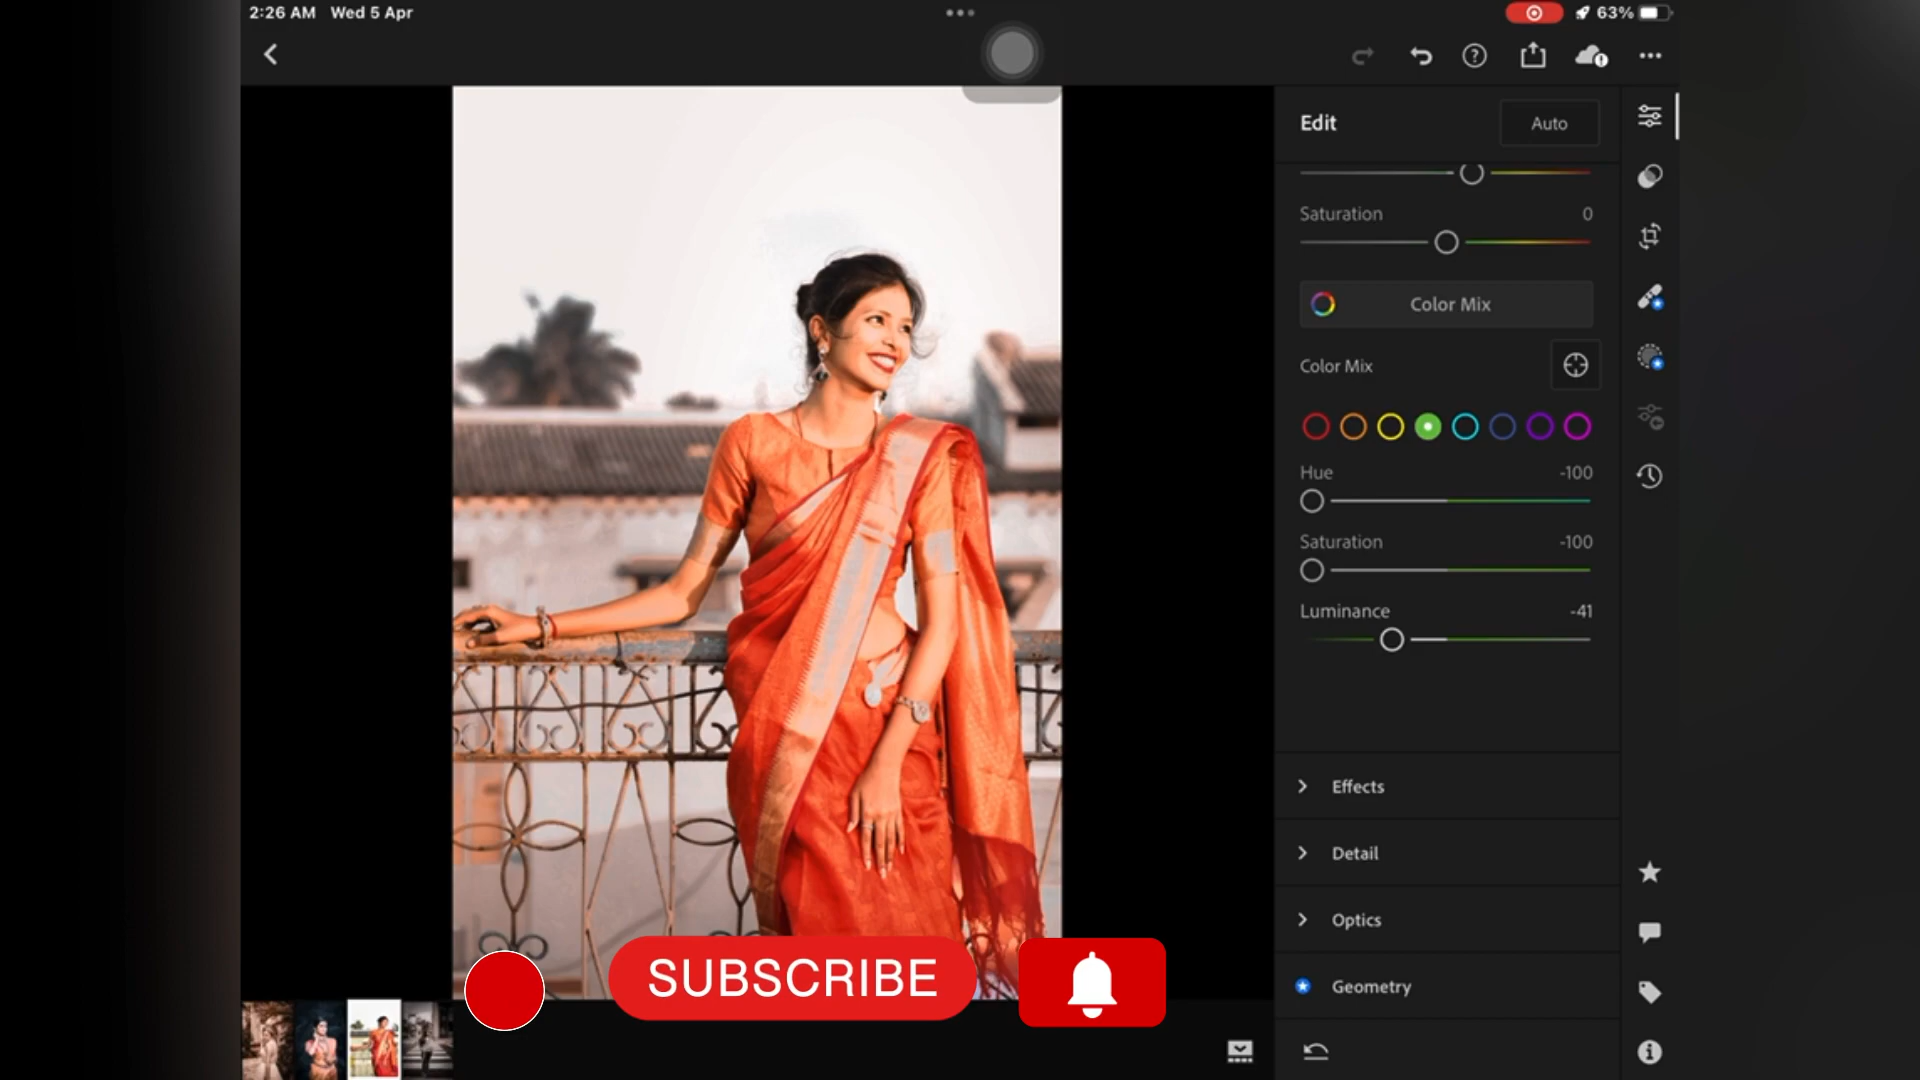 2:26 AM Wed 5 Apr
63%
Edit
Auto
Saturation 0
Color Mix
Color Mix
Hue -100
Saturation -100
Luminance -41
Effects
Detail
Optics
Geometry
SUBSCRIBE